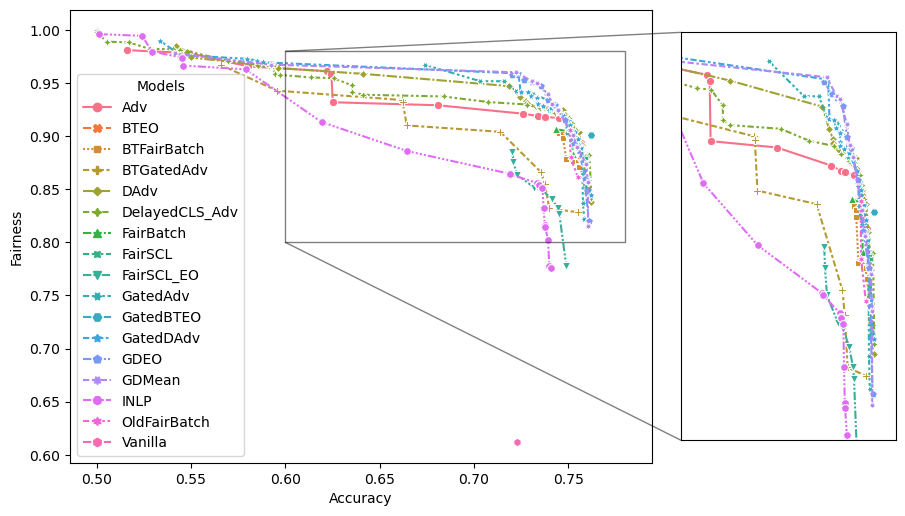 1.00
0.95
0.90
0.85
0.80
0.75
0.70
0.65
0.60
Fairness
Models
Adv
BTEO
BTFairBatch
BTGatedAdv
DAdv
DelayedCLS_Adv
FairBatch
FairSCL
FairSCL_EO
GatedAdv
GatedBTEO
GatedDAdv
GDEO
GDMean
INLP
OldFairBatch
Vanilla
0.50 0.55 0.60 0.65 0.70 0.75
Accuracy